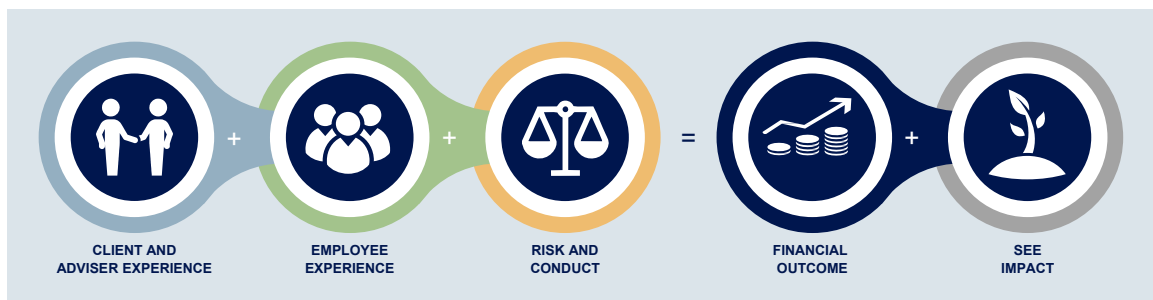 + + = +
CLIENT AND
ADVISER EXPERIENCE
EMPLOYEE
EXPERIENCE
RISK AND
CONDUCT
FINANCIAL
OUTCOME
SEE
IMPACT